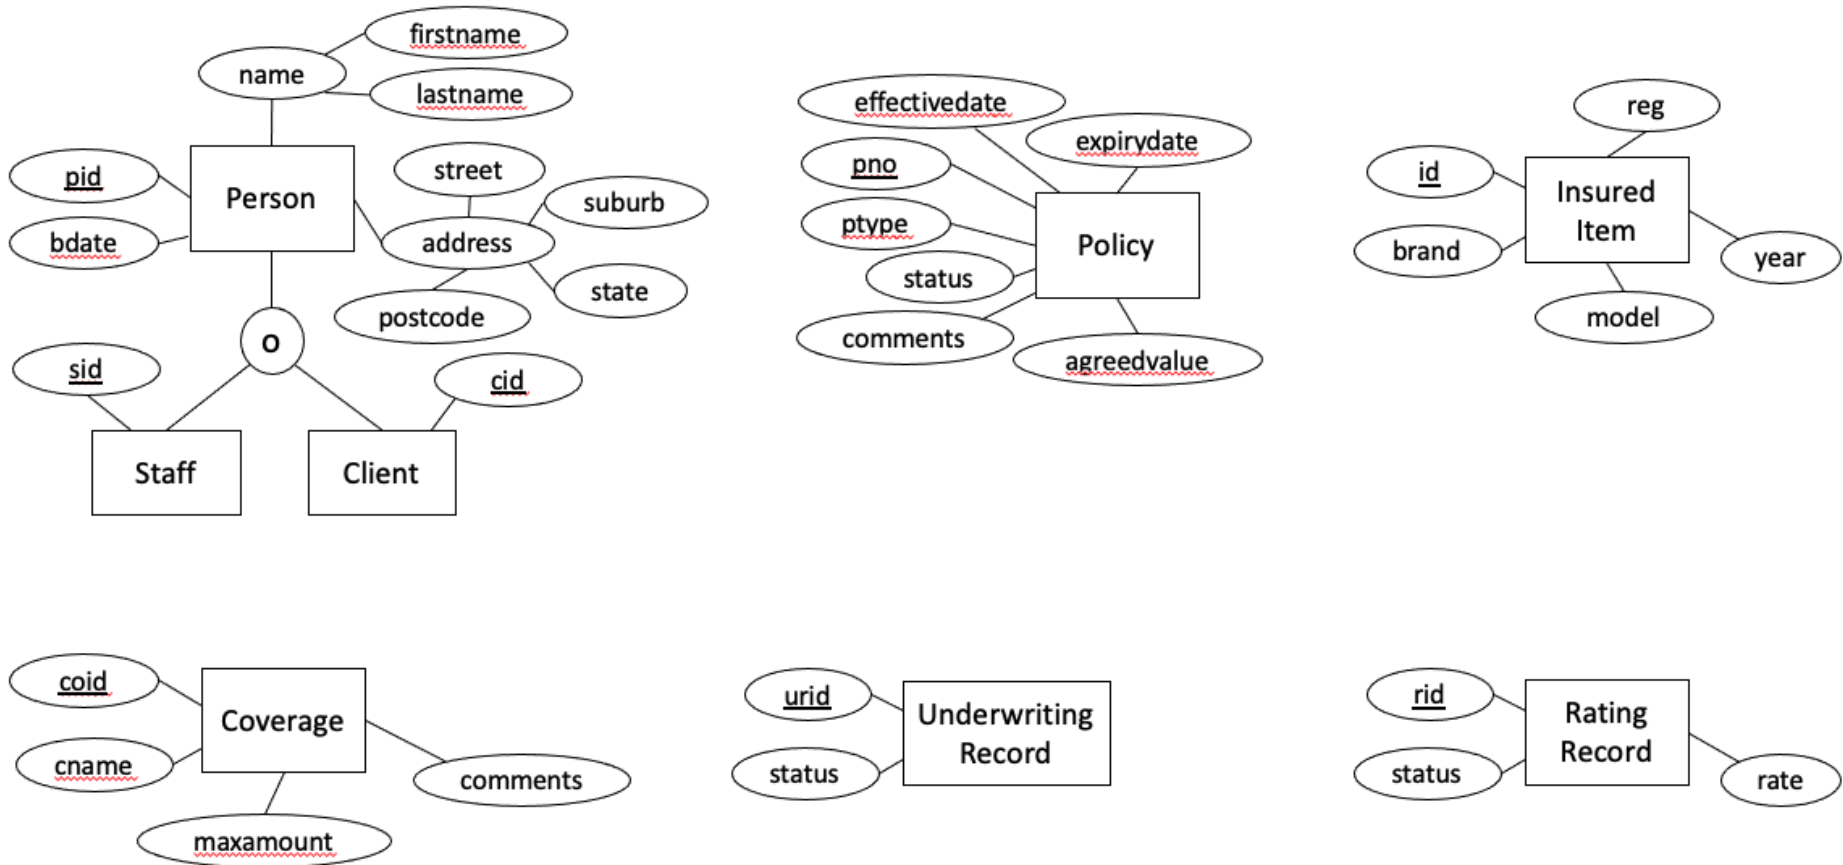 firstname
name
lastname
pid
Person
bdate
street
suburb
address
state
postcode
O
sid
cid
Staff
Client
effectivedate
expirydate
pno
ptype
Policy
status
comments
agreedvalue
reg
id
Insured
Item
brand
year
model
coid
Coverage
cname
comments
maxamount
urid
Underwriting
Record
status
rid
Rating
Record
status
rate